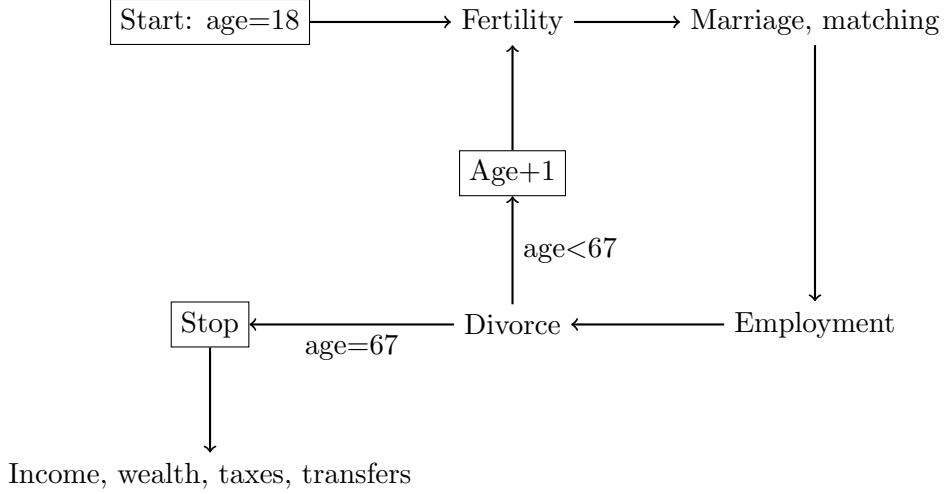 Start: age=18
Fertility
Marriage, matching
Age+1
age<67
Stop
age=67
Divorce
Employment
Income, wealth, taxes, transfers